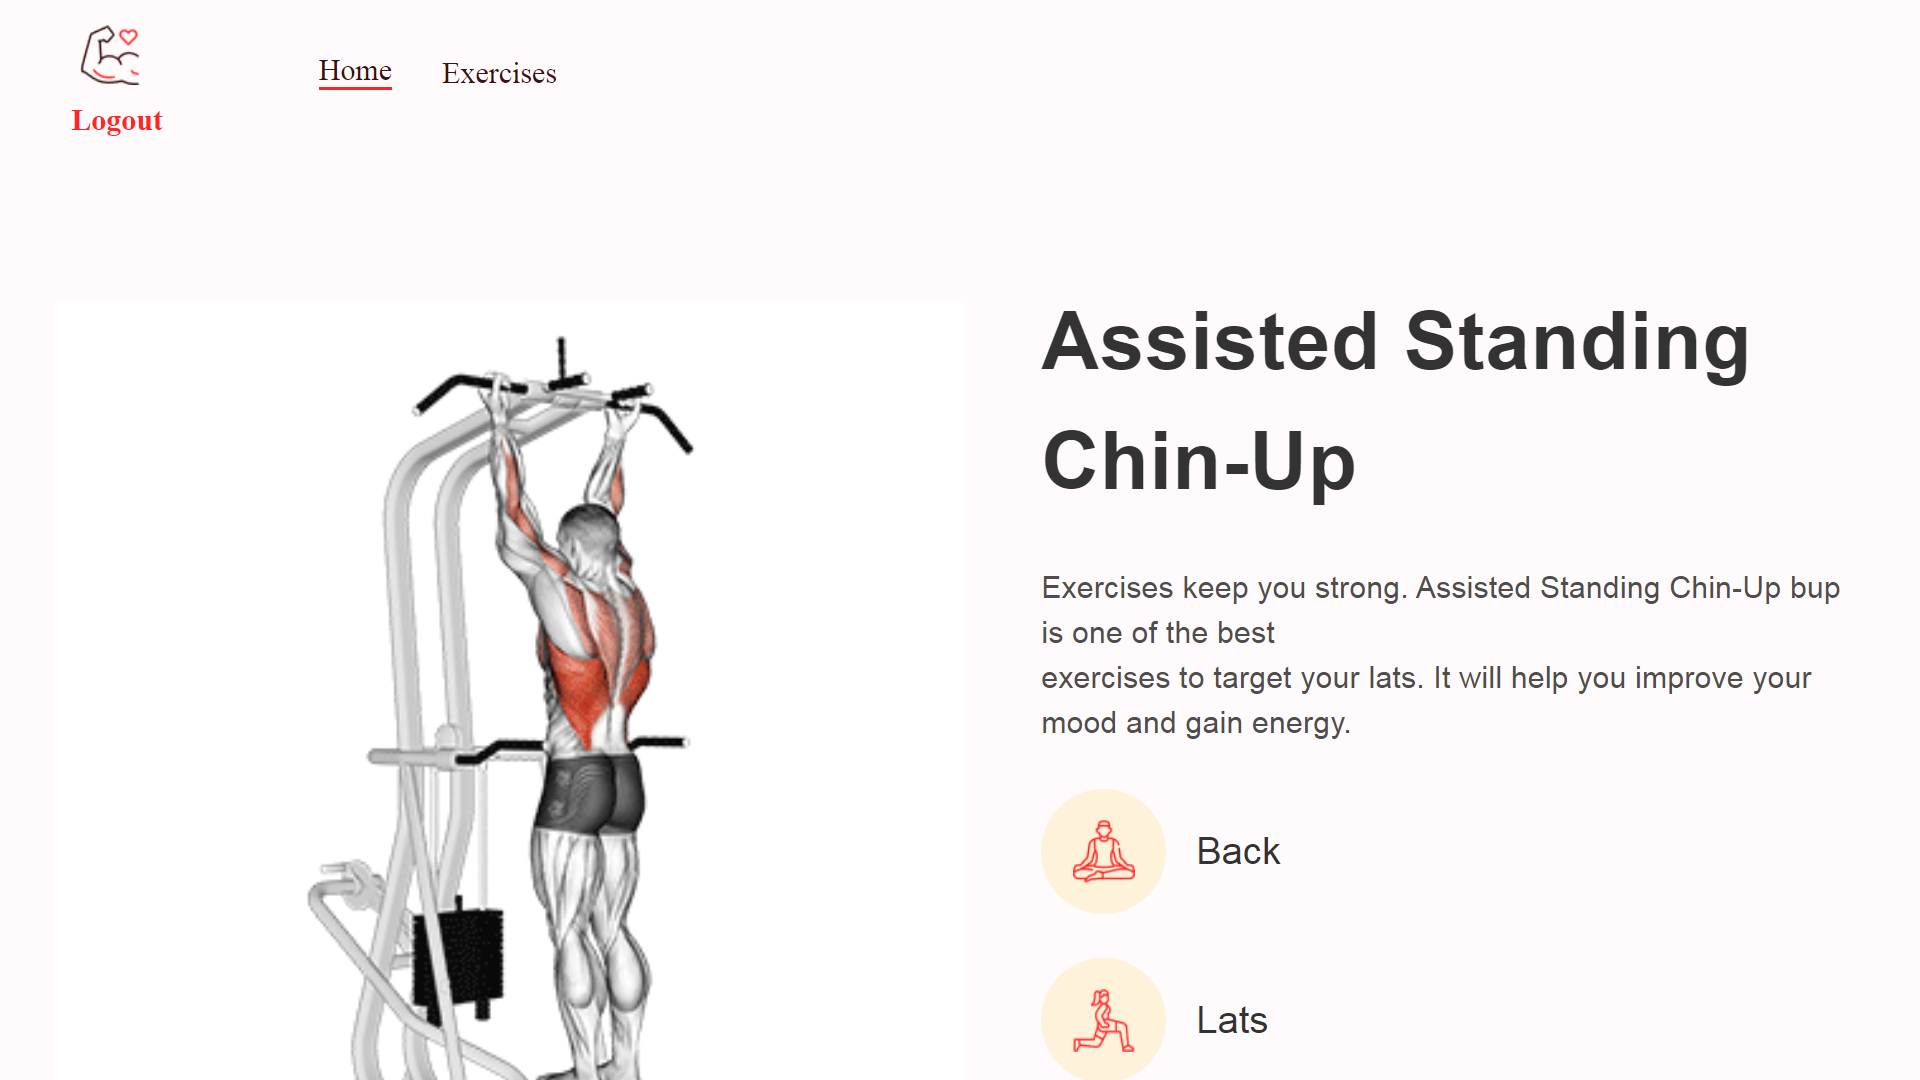 Home
Exercises
Logout
Assisted Standing
Chin-Up
Exercises keep you strong. Assisted Standing Chin-Up bup
is one of the best
exercises to target your lats. It will help you improve your
mood and gain energy.
Back
Lats